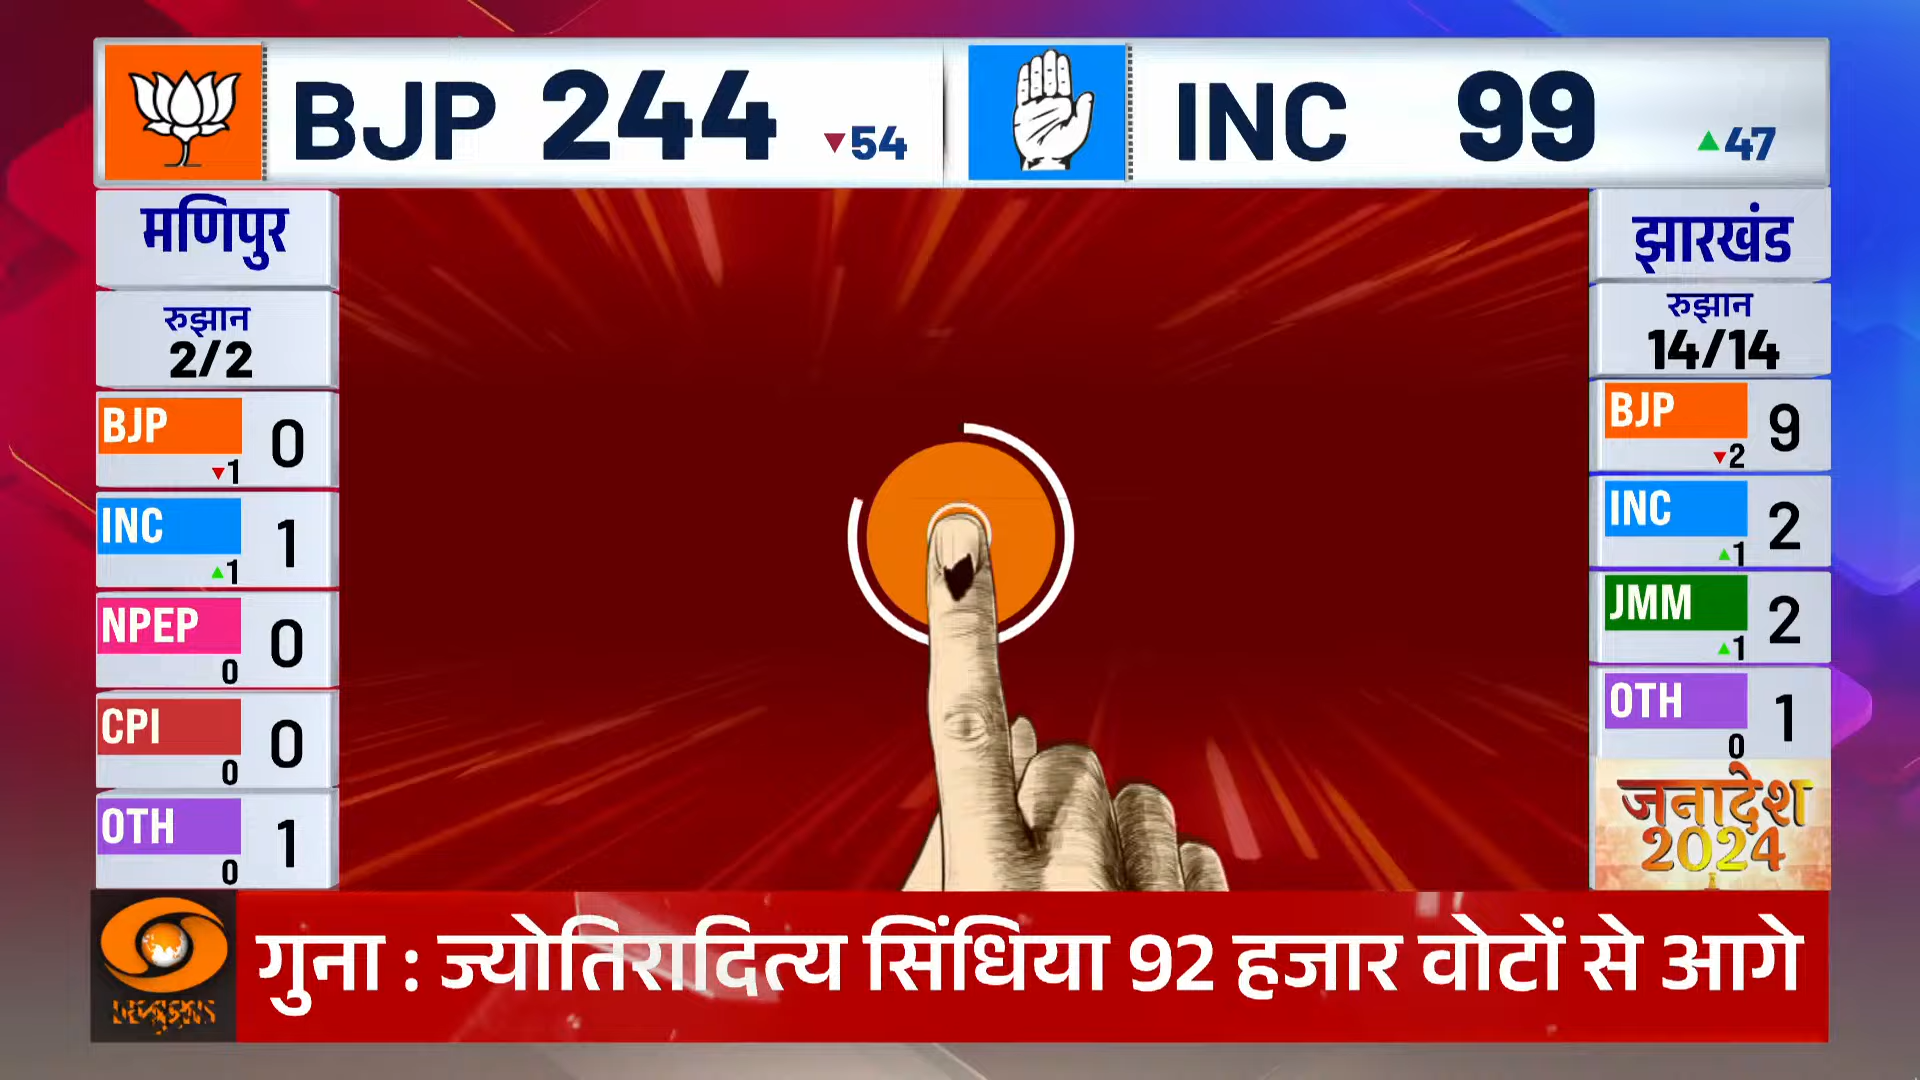 BJP 244 ▼54 INC 99 ▲47
मणिपुर
रुझान
2/2
BJP 0
▼1
INC 1
▲1
NPEP 0
0
CPI 0
0
OTH 1
0
झारखंड
रुझान
14/14
BJP 9
▼2
INC 2
▲1
JMM 2
▲1
OTH 1
0
जनादेश
2024
गुना : ज्योतिरादित्य सिंधिया 92 हजार वोटों से आगे